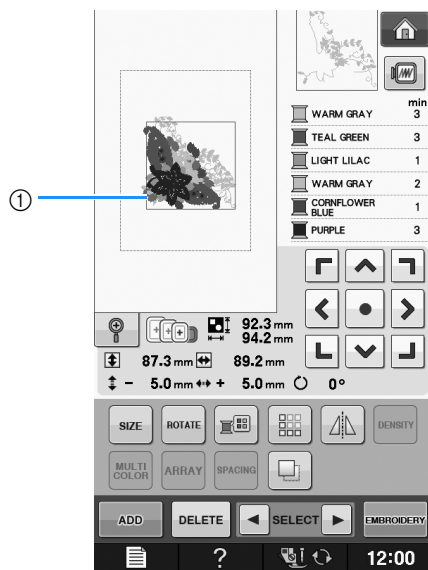 min
WARM GRAY 3
TEAL GREEN 3
LIGHT LILAC 1
WARM GRAY 2
CORNFLOWER
BLUE 1
PURPLE 3
①
92.3 mm
94.2 mm
87.3 mm 89.2 mm
- 5.0 mm + 5.0 mm 0°
SIZE ROTATE DENSITY
MULTI
COLOR ARRAY SPACING
ADD DELETE SELECT EMBROIDERY
? 12:00